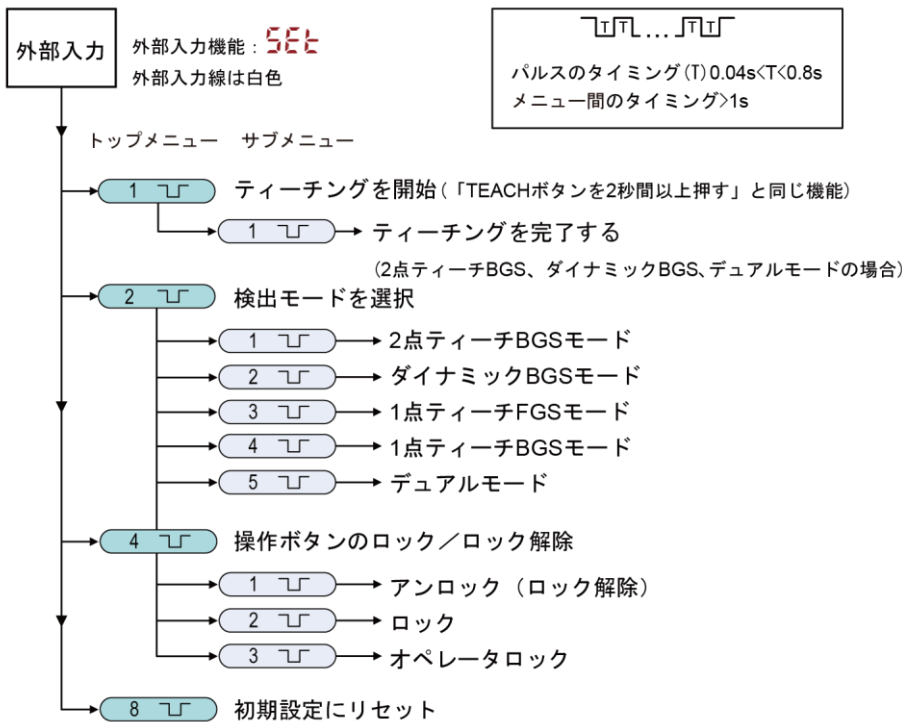 外部入力
外部入力機能：SEt
外部入力線は白色
T T ... T T
パルスのタイミング(T) 0.04s<T<0.8s
メニュー間のタイミング>1s
トップメニュー サブメニュー
1 ティーチングを開始(「TEACHボタンを2秒間以上押す」と同じ機能)
1 ティーチングを完了する
(2点ティーチBGS、ダイナミックBGS、デュアルモードの場合)
2 検出モードを選択
1 2点ティーチBGSモード
2 ダイナミックBGSモード
3 1点ティーチFGSモード
4 1点ティーチBGSモード
5 デュアルモード
4 操作ボタンのロック／ロック解除
1 アンロック（ロック解除）
2 ロック
3 オペレータロック
8 初期設定にリセット